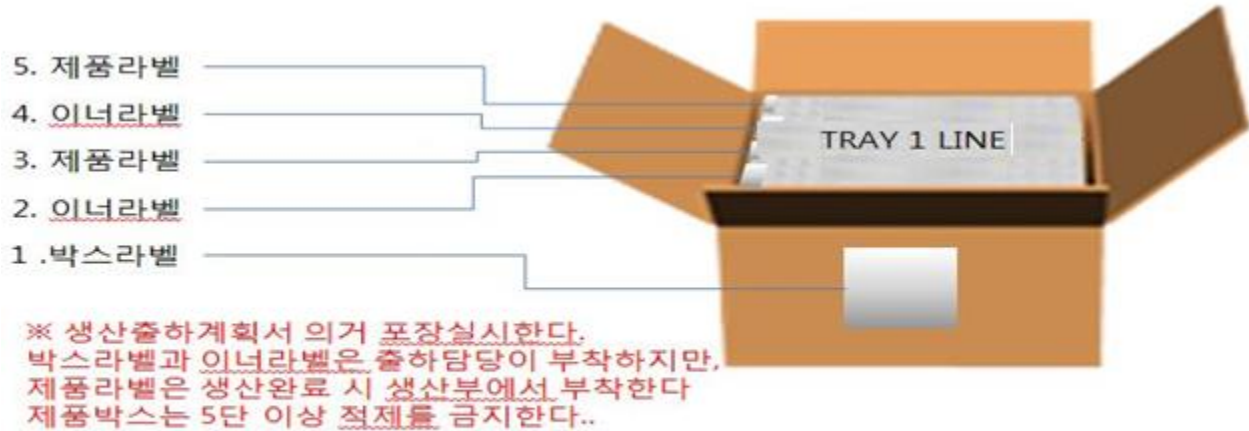 5. 제품라벨
4. 이너라벨
3. 제품라벨
2. 이너라벨
1 .박스라벨
TRAY 1 LINE
※ 생산출하계획서 의거 포장실시한다.
박스라벨과 이너라벨은 출하담당이 부착하지만,
제품라벨은 생산완료 시 생산부에서 부착한다
제품박스는 5단 이상 적제를 금지한다..